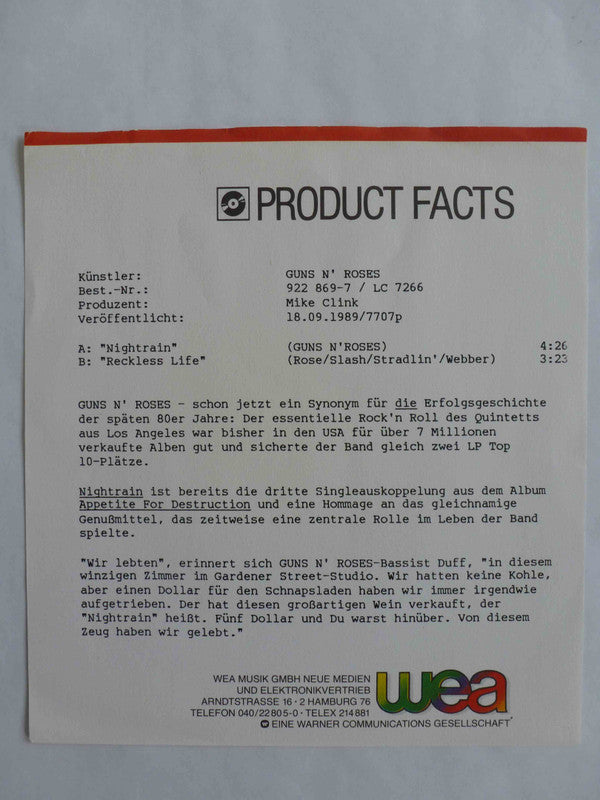 PRODUCT FACTS
Künstler: GUNS N' ROSES
Best.-Nr.: 922 869-7 / LC 7266
Produzent: Mike Clink
Veröffentlicht: 18.09.1989/7707p
A: "Nightrain" (GUNS N'ROSES) 4:26
B: "Reckless Life" (Rose/Slash/Stradlin'/Webber) 3:23
GUNS N' ROSES - schon jetzt ein Synonym für die Erfolgsgeschichte
der späten 80er Jahre: Der essentielle Rock'n Roll des Quintetts
aus Los Angeles war bisher in den USA für über 7 Millionen
verkaufte Alben gut und sicherte der Band gleich zwei LP Top
10-Plätze.
Nightrain ist bereits die dritte Singleauskoppelung aus dem Album
Appetite For Destruction und eine Hommage an das gleichnamige
Genußmittel, das zeitweise eine zentrale Rolle im Leben der Band
spielte.
"Wir lebten", erinnert sich GUNS N' ROSES-Bassist Duff, "in diesem
winzigen Zimmer im Gardener Street-Studio. Wir hatten keine Kohle,
aber einen Dollar für den Schnapsladen haben wir immer irgendwie
aufgetrieben. Der hat diesen großartigen Wein verkauft, der
"Nightrain" heißt. Fünf Dollar und Du warst hinüber. Von diesem
Zeug haben wir gelebt."
WEA MUSIK GMBH NEUE MEDIEN
UND ELEKTRONIKVERTRIEB
ARNDTSTRASSE 16 · 2 HAMBURG 76
TELEFON 040/22 80 5-0 · TELEX 214 881
EINE WARNER COMMUNICATIONS GESELLSCHAFT
wea